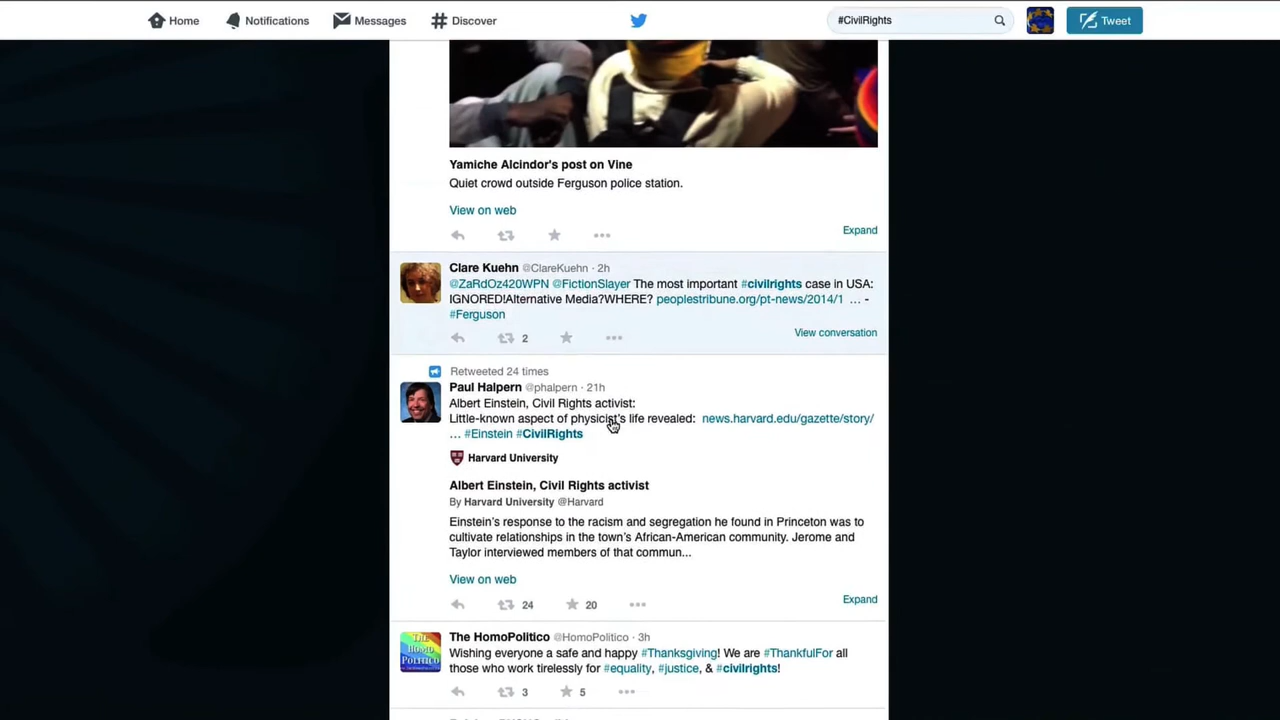 Home Notifications Messages Discover #CivilRights Tweet
Yamiche Alcindor's post on Vine
Quiet crowd outside Ferguson police station.
View on web
Expand
Clare Kuehn @ClareKuehn · 2h
@ZaRdOz420WPN @FictionSlayer The most important #civilrights case in USA:
IGNORED!Alternative Media?WHERE? peoplestribune.org/pt-news/2014/1 … -
#Ferguson
2 View conversation
Retweeted 24 times
Paul Halpern @phalpern · 21h
Albert Einstein, Civil Rights activist:
Little-known aspect of physicist's life revealed: news.harvard.edu/gazette/story/
… #Einstein #CivilRights
Harvard University
Albert Einstein, Civil Rights activist
By Harvard University @Harvard
Einstein's response to the racism and segregation he found in Princeton was to
cultivate relationships in the town's African-American community. Jerome and
Taylor interviewed members of that commun...
View on web
24 20 Expand
THE HOMO POLITICO
The HomoPolitico @HomoPolitico · 3h
Wishing everyone a safe and happy #Thanksgiving! We are #ThankfulFor all
those who work tirelessly for #equality, #justice, & #civilrights!
3 5